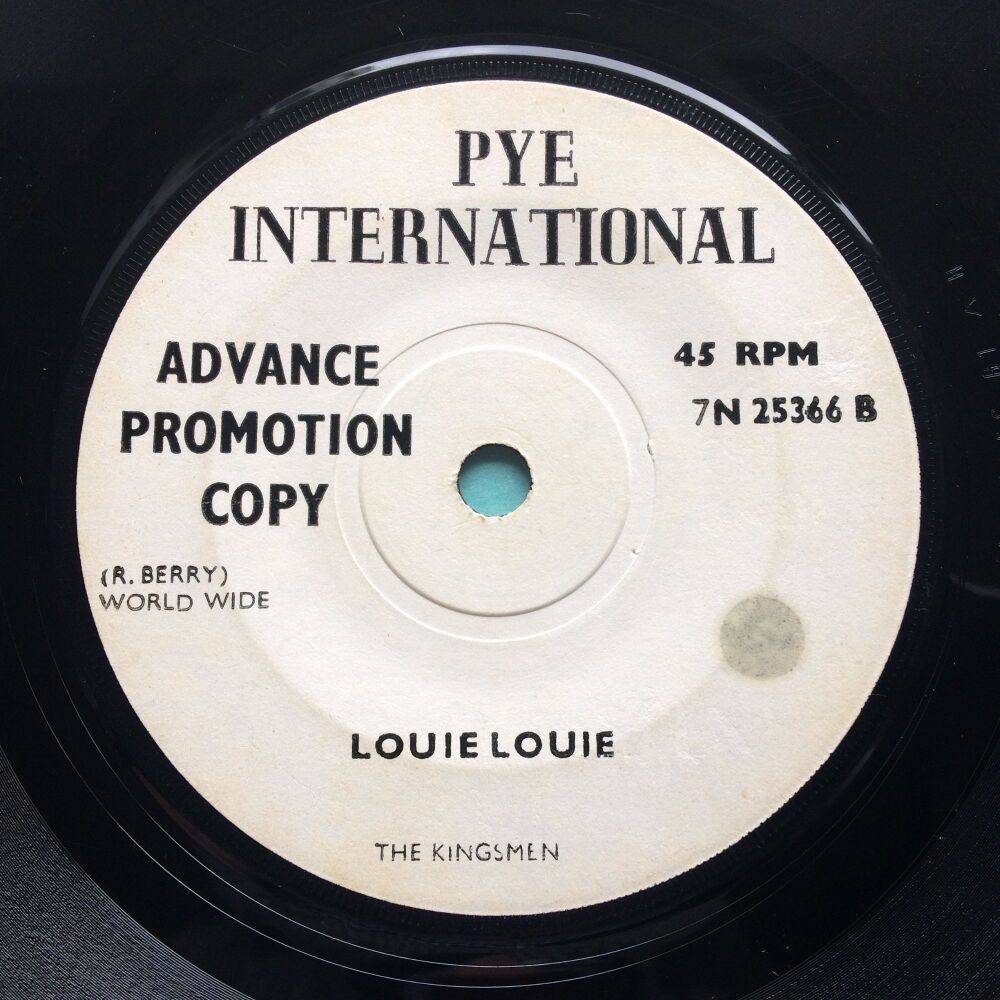 PYE
INTERNATIONAL
ADVANCE
PROMOTION
COPY
45 RPM
7N 25366 B
(R. BERRY)
WORLD WIDE
LOUIE LOUIE
THE KINGSMEN